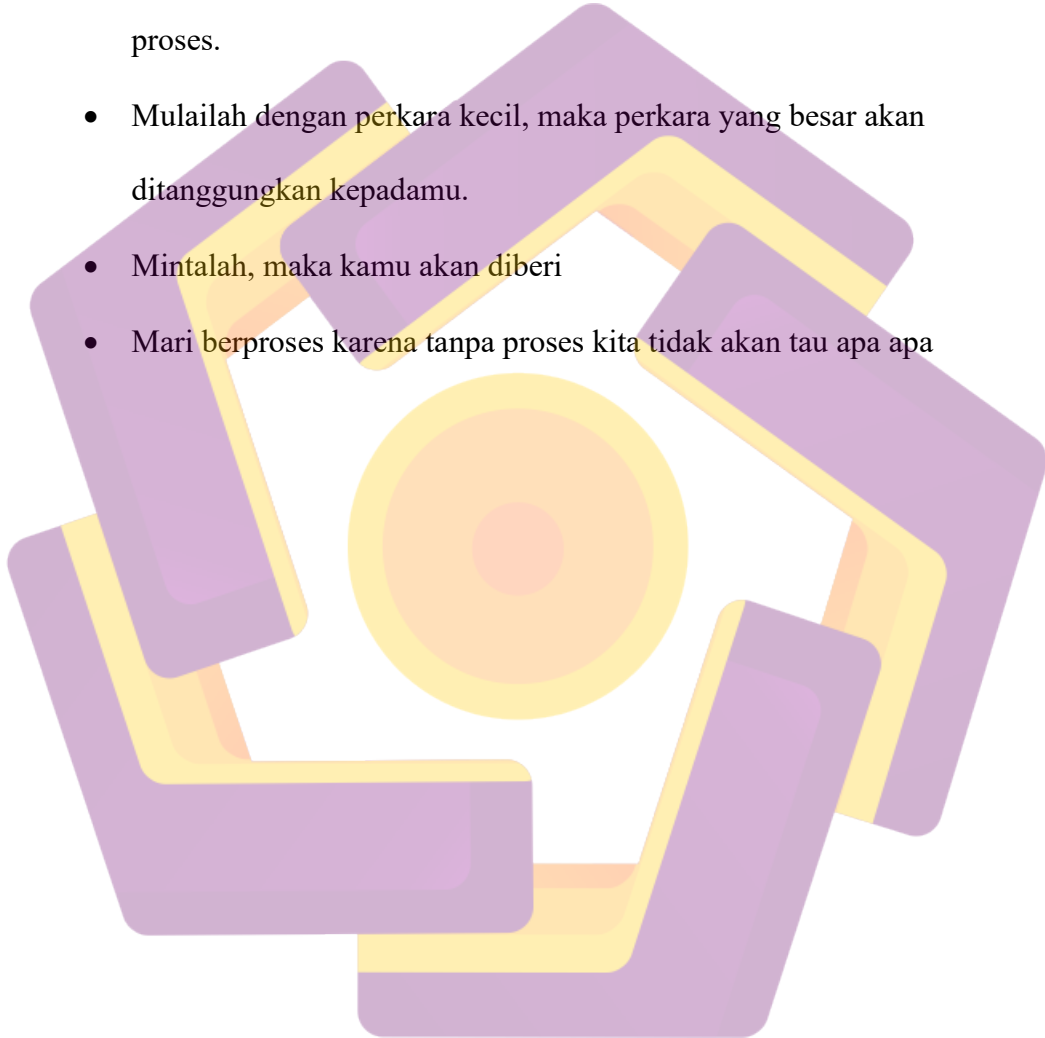 proses.
• Mulailah dengan perkara kecil, maka perkara yang besar akan
ditanggungkan kepadamu.
• Mintalah, maka kamu akan diberi
• Mari berproses karena tanpa proses kita tidak akan tau apa apa